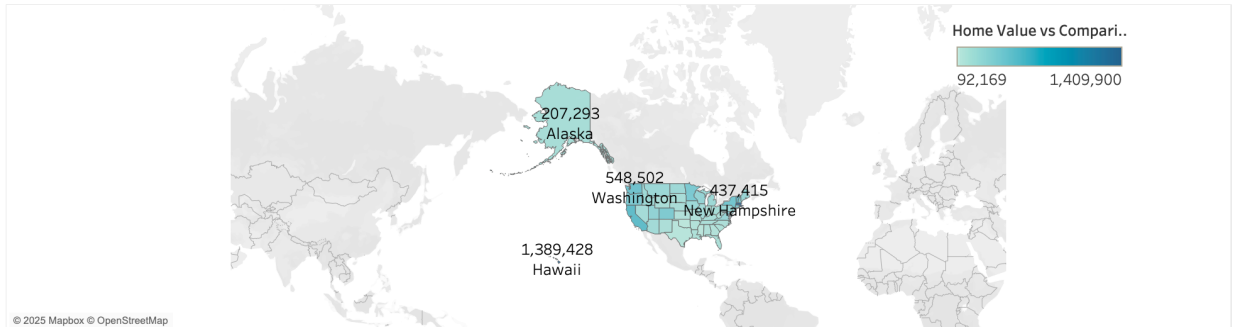 Home Value vs Compari..
92,169 1,409,900
207,293
Alaska
548,502
Washington
437,415
New Hampshire
1,389,428
Hawaii
© 2025 Mapbox © OpenStreetMap